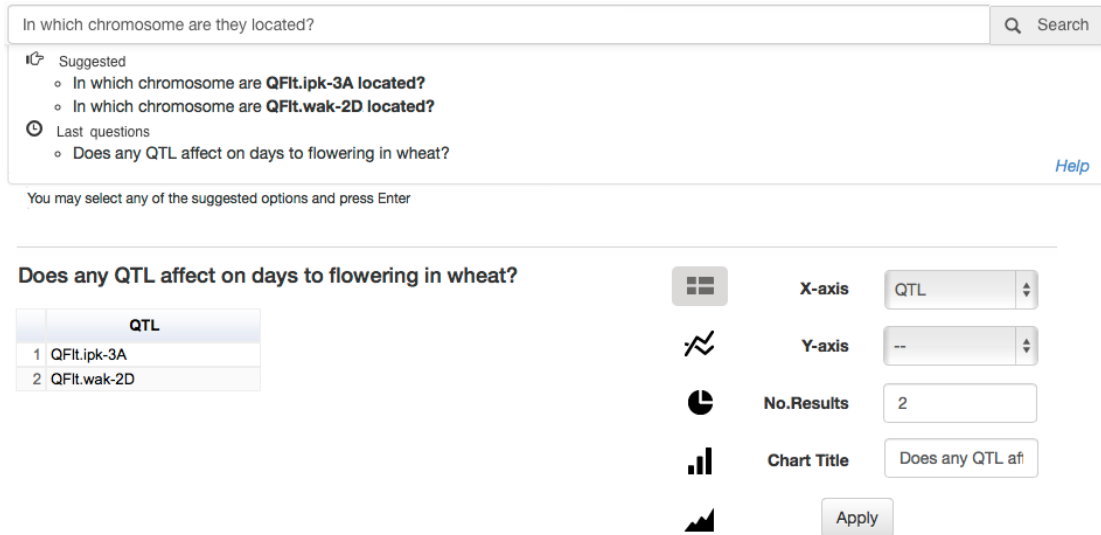 In which chromosome are they located?
Search
Suggested
In which chromosome are QFlt.ipk-3A located?
In which chromosome are QFlt.wak-2D located?
Last questions
Does any QTL affect on days to flowering in wheat?
Help
You may select any of the suggested options and press Enter
Does any QTL affect on days to flowering in wheat?
QTL
1 QFlt.ipk-3A
2 QFlt.wak-2D
X-axis QTL
Y-axis --
No.Results 2
Chart Title Does any QTL aff
Apply